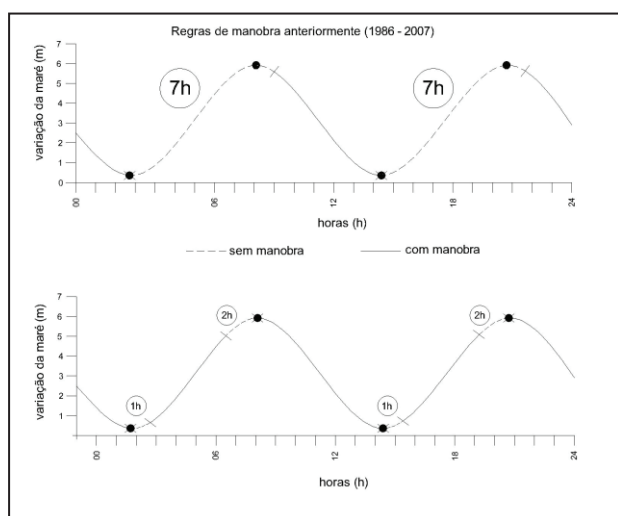 Regras de manobra anteriormente (1986 - 2007)
variação da maré (m)
7
6
5
4
3
2
1
0
7h
7h
00
06
12
18
24
horas (h)
sem manobra
com manobra
variação da maré (m)
7
6
5
4
3
2
1
2h
2h
1h
1h
00
06
12
18
24
horas (h)